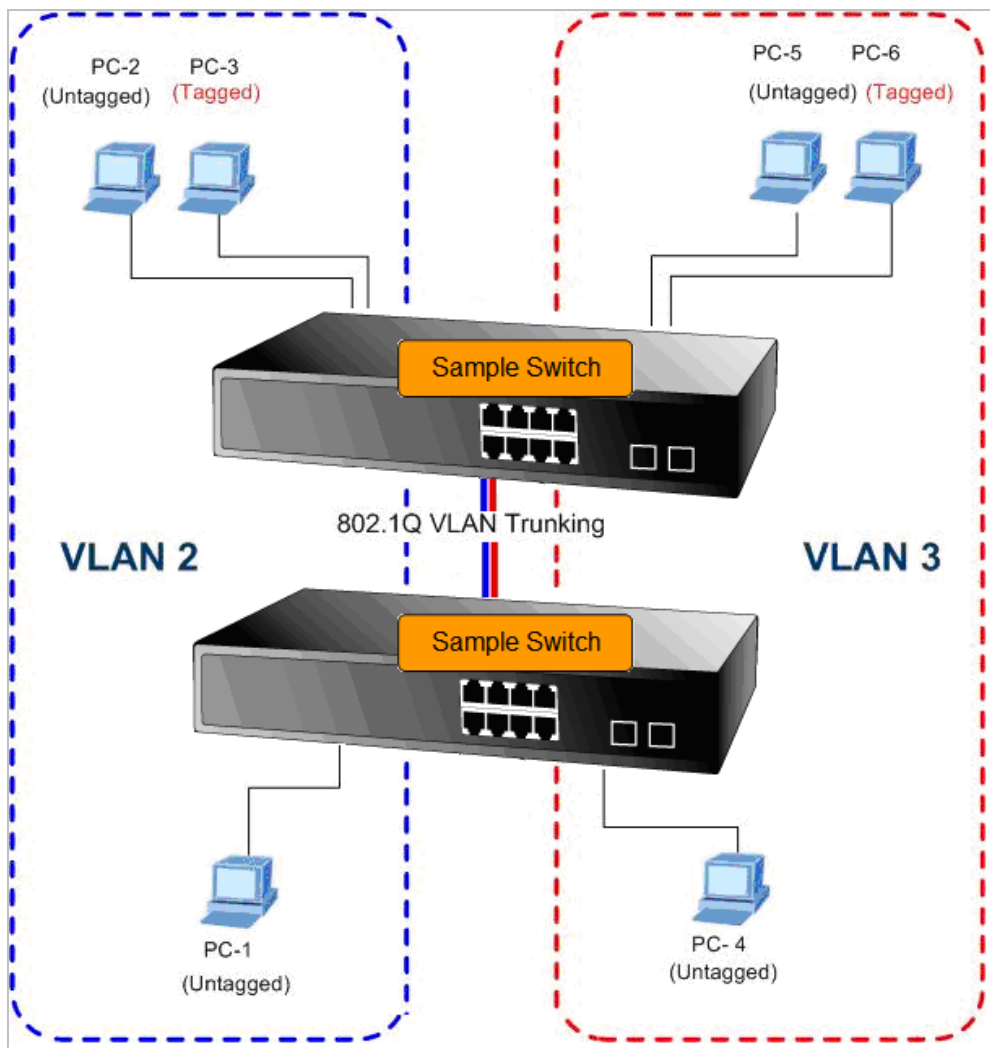 PC-2
(Untagged)
PC-3
(Tagged)
PC-5
(Untagged)
PC-6
(Tagged)
Sample Switch
802.1Q VLAN Trunking
VLAN 2
VLAN 3
Sample Switch
PC-1
(Untagged)
PC- 4
(Untagged)